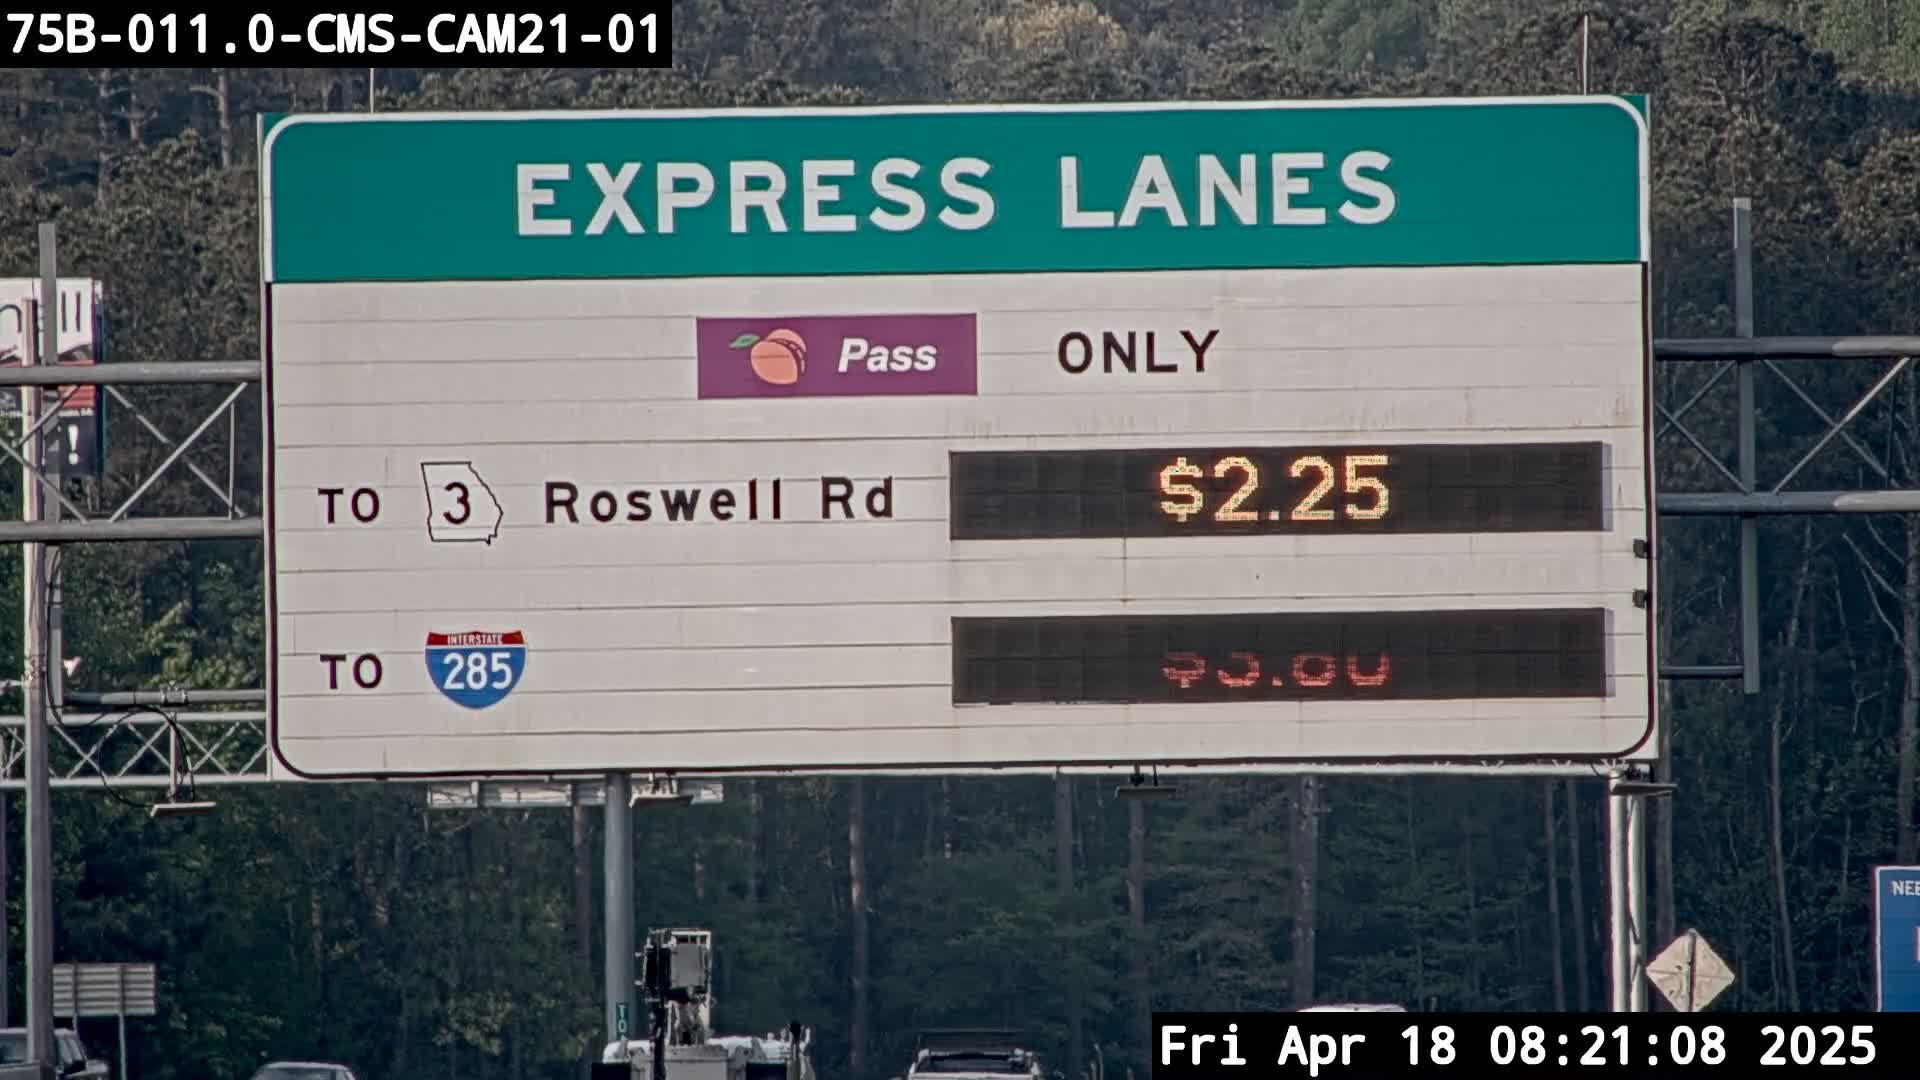 75B-011.0-CMS-CAM21-01
EXPRESS LANES
Pass ONLY
TO 3 Roswell Rd $2.25
TO INTERSTATE 285
Fri Apr 18 08:21:08 2025